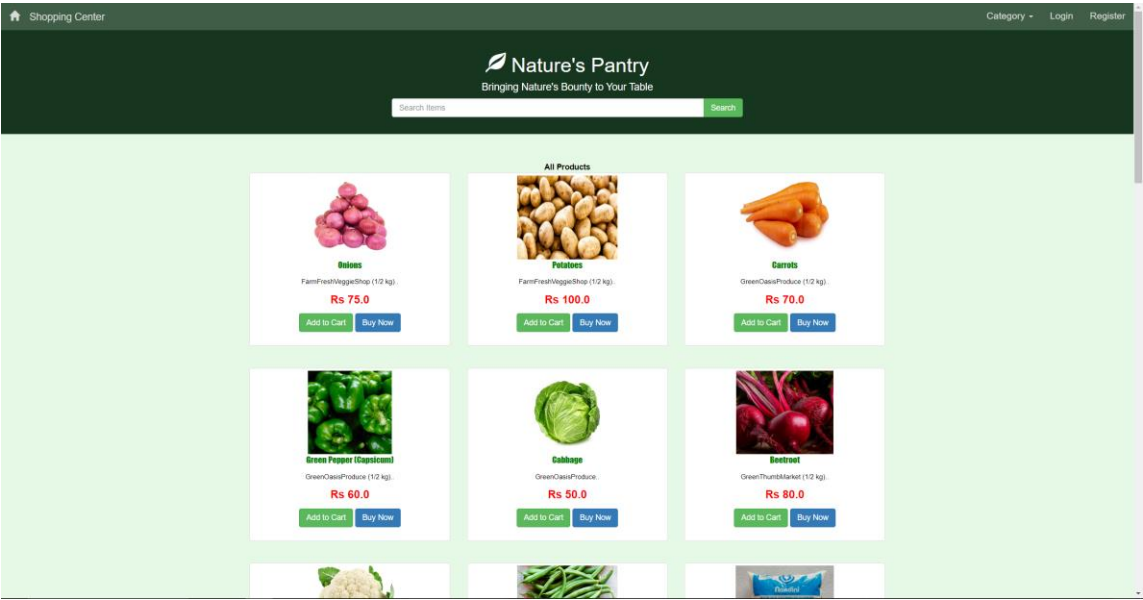 Shopping Center
Category
Login
Register
Nature's Pantry
Bringing Nature's Bounty to Your Table
Search Items
Search
All Products
Onions
FarmFreshVeggieShop (1/2 kg)..
Rs 75.0
Add to Cart
Buy Now
Potatoes
FarmFreshVeggieShop (1/2 kg)..
Rs 100.0
Add to Cart
Buy Now
Carrots
GreenOasisProduce (1/2 kg)..
Rs 70.0
Add to Cart
Buy Now
Green Pepper (Capsicum)
GreenOasisProduce (1/2 kg)..
Rs 60.0
Add to Cart
Buy Now
Cabbage
GreenOasisProduce..
Rs 50.0
Add to Cart
Buy Now
Beetroot
GreenThumbMarket (1/2 kg)..
Rs 80.0
Add to Cart
Buy Now
Nandini